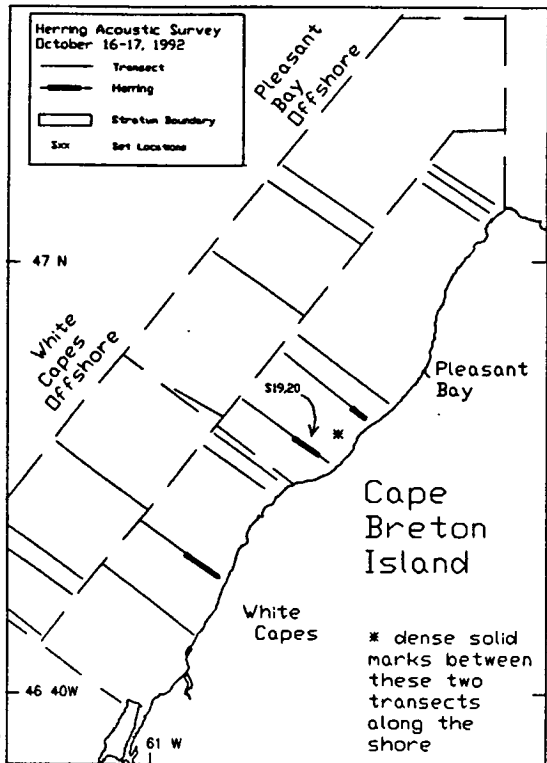 Herring Acoustic Survey
October 16-17, 1992
Transect
Herring
Stratum Boundary
Sxx Set Locations
Pleasant
Bay
Offshore
47 N
White
Capes
Offshore
S19,20
*
Pleasant
Bay
Cape
Breton
Island
White
Capes
* dense solid
marks between
these two
transects
along the
shore
46 40W
61 W